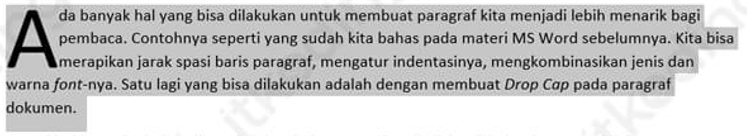 Ada banyak hal yang bisa dilakukan untuk membuat paragraf kita menjadi lebih menarik bagi
pembaca. Contohnya seperti yang sudah kita bahas pada materi MS Word sebelumnya. Kita bisa
merapikan jarak spasi baris paragraf, mengatur indentasinya, mengkombinasikan jenis dan
warna font-nya. Satu lagi yang bisa dilakukan adalah dengan membuat Drop Cap pada paragraf
dokumen.